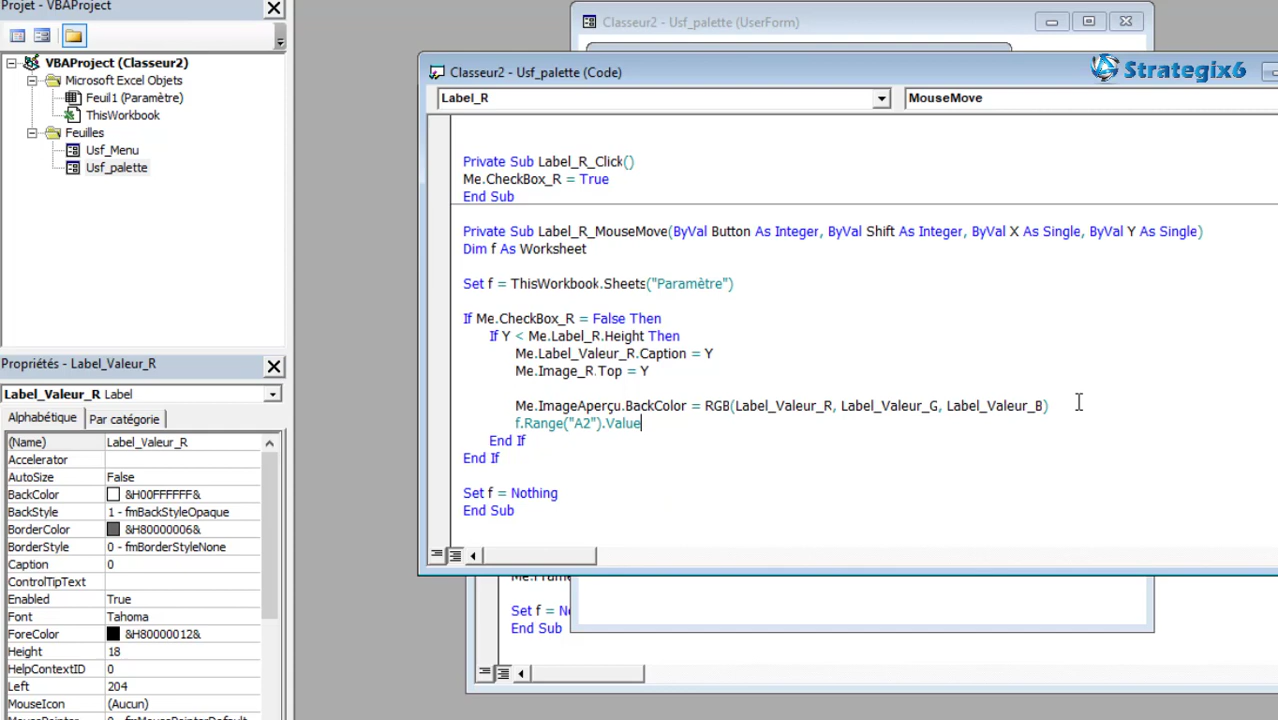 Projet - VBAProject
VBAProject (Classeur2)
Microsoft Excel Objets
Feuil1 (Paramètre)
ThisWorkbook
Feuilles
Usf_Menu
Usf_palette
Propriétés - Label_Valeur_R
Label_Valeur_R Label
Alphabétique
Par catégorie
(Name) Label_Valeur_R
Accelerator
AutoSize False
BackColor &H00FFFFFF&
BackStyle 1 - fmBackStyleOpaque
BorderColor &H80000006&
BorderStyle 0 - fmBorderStyleNone
Caption 0
ControlTipText
Enabled True
Font Tahoma
ForeColor &H80000012&
Height 18
HelpContextID 0
Left 204
MouseIcon (Aucun)
MousePointer 0 - fmMousePointerDefault
Classeur2 - Usf_palette (UserForm)
Classeur2 - Usf_palette (Code)
Strategix6
Label_R
MouseMove
Private Sub Label_R_Click()
Me.CheckBox_R = True
End Sub
Private Sub Label_R_MouseMove(ByVal Button As Integer, ByVal Shift As Integer, ByVal X As Single, ByVal Y As Single)
Dim f As Worksheet
Set f = ThisWorkbook.Sheets("Paramètre")
If Me.CheckBox_R = False Then
If Y < Me.Label_R.Height Then
Me.Label_Valeur_R.Caption = Y
Me.Image_R.Top = Y
Me.ImageAperçu.BackColor = RGB(Label_Valeur_R, Label_Valeur_G, Label_Valeur_B)
f.Range("A2").Value
End If
End If
Set f = Nothing
End Sub
Set f = No
End Sub